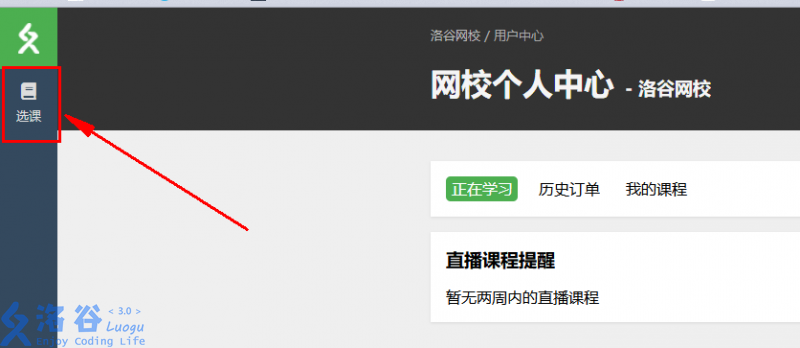 洛谷网校 / 用户中心
网校个人中心 - 洛谷网校
选课
正在学习 历史订单 我的课程
直播课程提醒
暂无两周内的直播课程
洛谷 < 3.0 > Luogu
Enjoy Coding Life